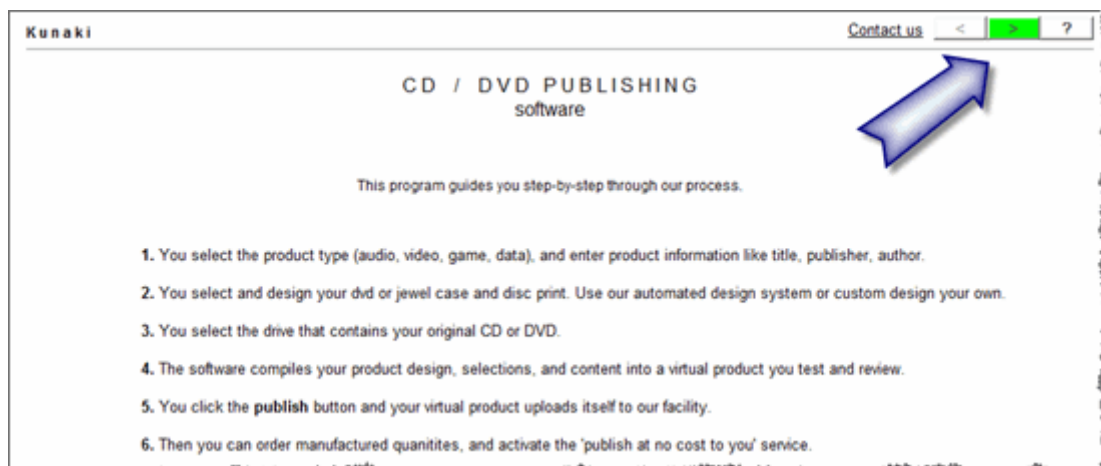 Kunaki Contact us < > ?
CD / DVD PUBLISHING
software
This program guides you step-by-step through our process.
1. You select the product type (audio, video, game, data), and enter product information like title, publisher, author.
2. You select and design your dvd or jewel case and disc print. Use our automated design system or custom design your own.
3. You select the drive that contains your original CD or DVD.
4. The software compiles your product design, selections, and content into a virtual product you test and review.
5. You click the publish button and your virtual product uploads itself to our facility.
6. Then you can order manufactured quanitites, and activate the 'publish at no cost to you' service.